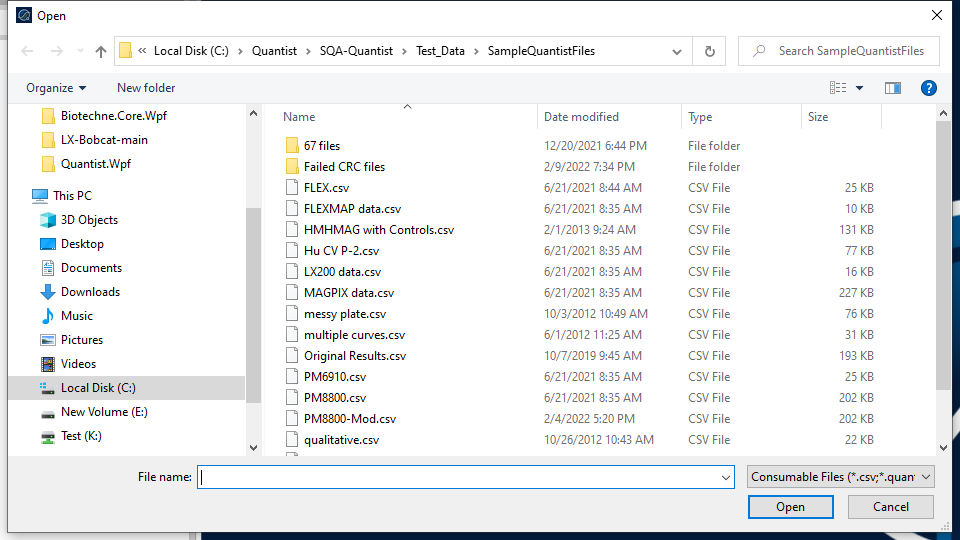 Open
« Local Disk (C:) > Quantist > SQA-Quantist > Test_Data > SampleQuantistFiles
Search SampleQuantistFiles
Organize
New folder
Biotechne.Core.Wpf
LX-Bobcat-main
Quantist.Wpf
This PC
3D Objects
Desktop
Documents
Downloads
Music
Pictures
Videos
Local Disk (C:)
New Volume (E:)
Test (K:)
Name Date modified Type Size
67 files 12/20/2021 6:44 PM File folder
Failed CRC files 2/9/2022 7:34 PM File folder
FLEX.csv 6/21/2021 8:44 AM CSV File 25 KB
FLEXMAP data.csv 6/21/2021 8:35 AM CSV File 10 KB
HMHMAG with Controls.csv 2/1/2013 9:24 AM CSV File 131 KB
Hu CV P-2.csv 6/21/2021 8:35 AM CSV File 77 KB
LX200 data.csv 6/21/2021 8:35 AM CSV File 16 KB
MAGPIX data.csv 6/21/2021 8:35 AM CSV File 227 KB
messy plate.csv 10/3/2012 10:49 AM CSV File 76 KB
multiple curves.csv 6/1/2012 11:25 AM CSV File 31 KB
Original Results.csv 10/7/2019 9:45 AM CSV File 193 KB
PM6910.csv 6/21/2021 8:35 AM CSV File 25 KB
PM8800.csv 6/21/2021 8:35 AM CSV File 202 KB
PM8800-Mod.csv 2/4/2022 5:20 PM CSV File 202 KB
qualitative.csv 10/26/2012 10:43 AM CSV File 22 KB
File name:
Consumable Files (*.csv;*.quan
Open
Cancel